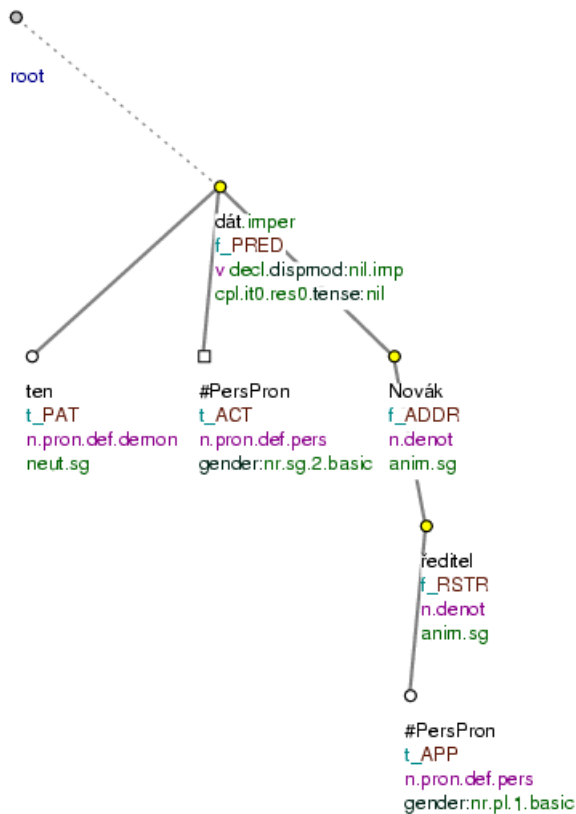 root
dát.imper
f_PRED
v decl.dispmod:nil.imp
cpl.it0.res0.tense:nil
ten
t_PAT
n.pron.def.demon
neut.sg
#PersPron
t_ACT
n.pron.def.pers
gender:nr.sg.2.basic
Novák
f_ADDR
n.denot
anim.sg
ředitel
f_RSTR
n.denot
anim.sg
#PersPron
t_APP
n.pron.def.pers
gender:nr.pl.1.basic